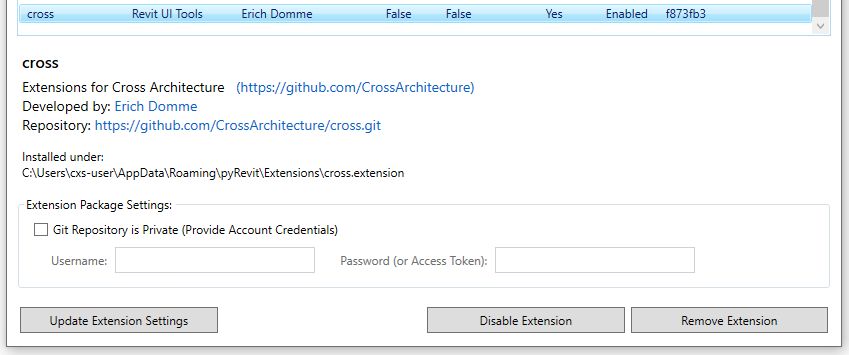 cross Revit UI Tools Erich Domme False False Yes Enabled f873fb3
cross
Extensions for Cross Architecture (https://github.com/CrossArchitecture)
Developed by: Erich Domme
Repository: https://github.com/CrossArchitecture/cross.git
Installed under:
C:\Users\cxs-user\AppData\Roaming\pyRevit\Extensions\cross.extension
Extension Package Settings:
Git Repository is Private (Provide Account Credentials)
Username: Password (or Access Token):
Update Extension Settings Disable Extension Remove Extension